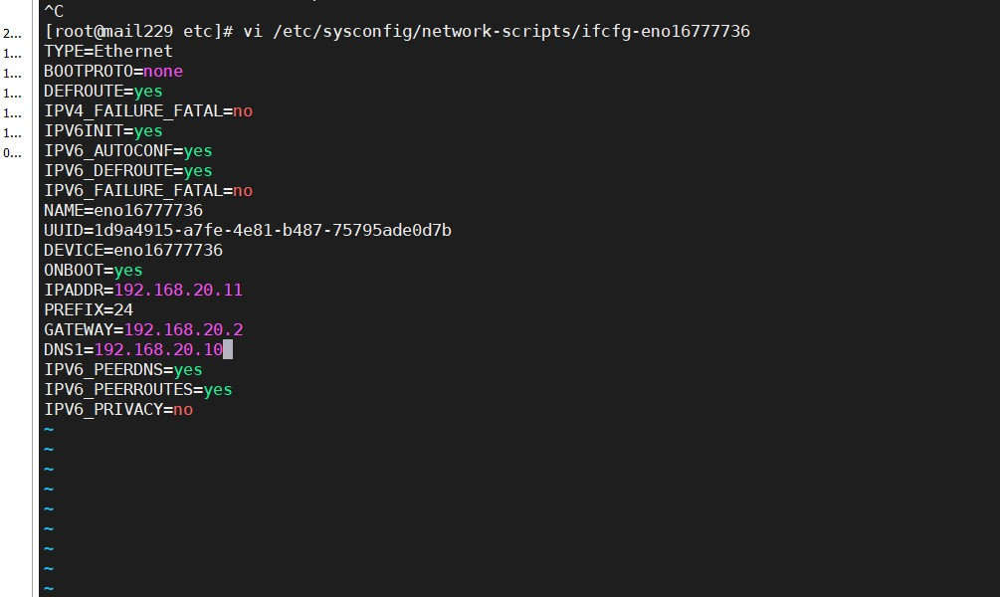 ^C
2...
[root@mail229 etc]# vi /etc/sysconfig/network-scripts/ifcfg-eno16777736
1...
TYPE=Ethernet
1...
BOOTPROTO=none
1...
DEFROUTE=yes
1...
IPV4_FAILURE_FATAL=no
1...
IPV6INIT=yes
0...
IPV6_AUTOCONF=yes
IPV6_DEFROUTE=yes
IPV6_FAILURE_FATAL=no
NAME=eno16777736
UUID=1d9a4915-a7fe-4e81-b487-75795ade0d7b
DEVICE=eno16777736
ONBOOT=yes
IPADDR=192.168.20.11
PREFIX=24
GATEWAY=192.168.20.2
DNS1=192.168.20.10
IPV6_PEERDNS=yes
IPV6_PEERROUTES=yes
IPV6_PRIVACY=no
~
~
~
~
~
~
~
~
~